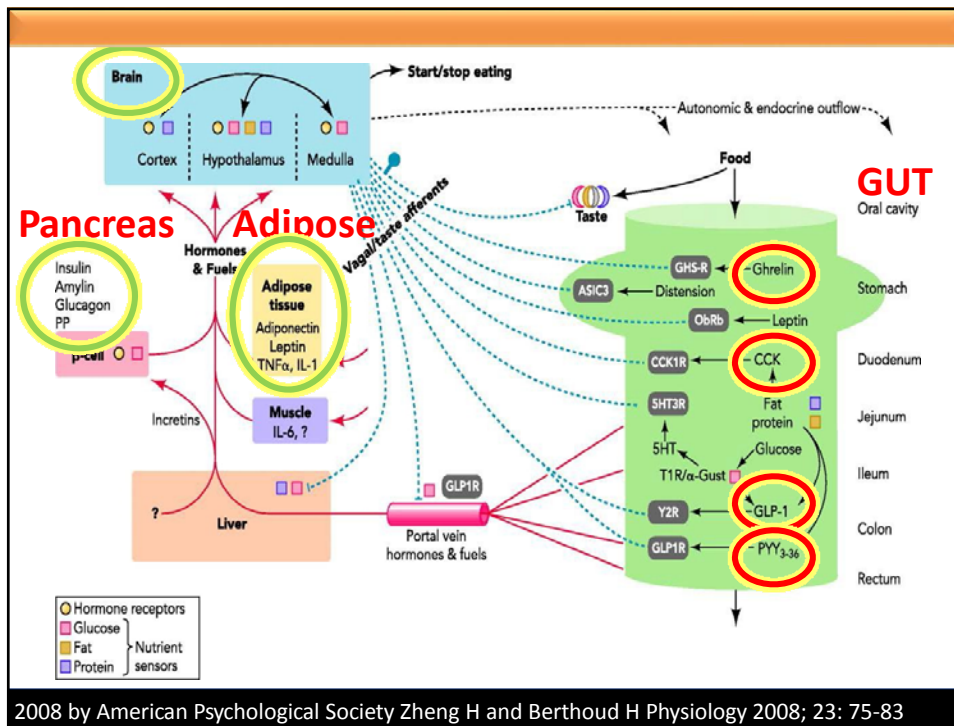 Brain
Start/stop eating
Autonomic & endocrine outflow
Cortex
Hypothalamus
Medulla
Food
GUT
Oral cavity
Taste
Pancreas
Adipose
Vagal/taste afferents
Hormones
& Fuels
Insulin
Amylin
Glucagon
PP
β-cell
Adipose
tissue
Adiponectin
Leptin
TNFα, IL-1
GHS-R
Ghrelin
Stomach
ASIC3
Distension
ObRb
Leptin
Duodenum
CCK1R
CCK
Muscle
IL-6, ?
5HT3R
Fat
protein
Jejunum
Incretins
5HT
Glucose
T1R/α-Gust
Ileum
GLP1R
?
Liver
Portal vein
hormones & fuels
Y2R
GLP-1
Colon
GLP1R
PYY3-36
Rectum
Hormone receptors
Glucose
Fat
Protein
Nutrient
sensors
2008 by American Psychological Society Zheng H and Berthoud H Physiology 2008; 23: 75-83